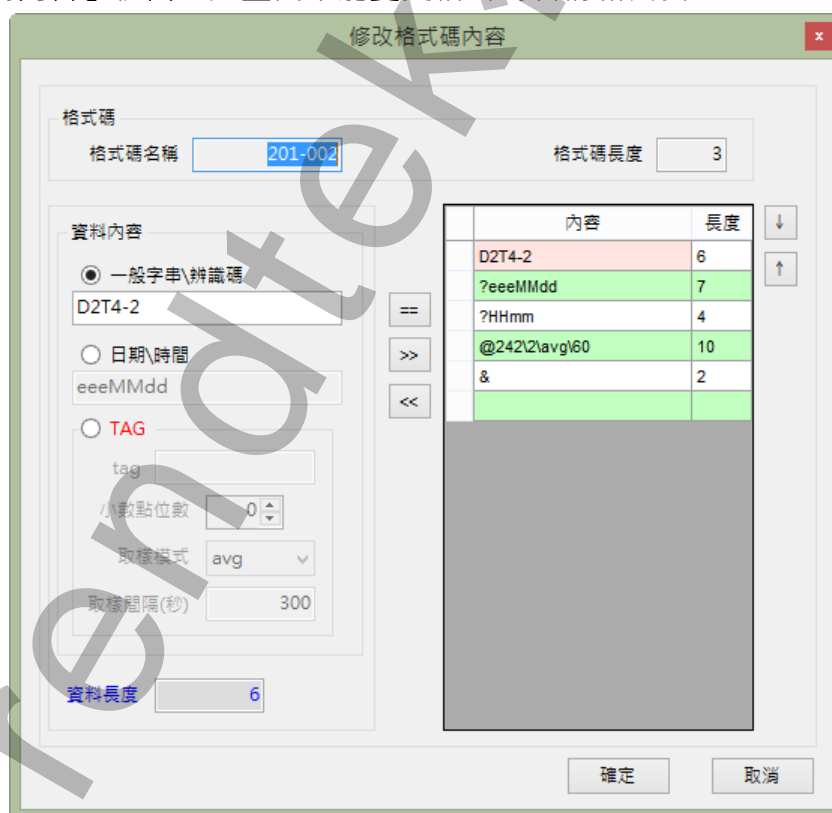 修改格式碼內容
x
格式碼
格式碼名稱 201-002 格式碼長度 3
資料內容
一般字串\辨識碼
D2T4-2
日期\時間
eeeMMdd
TAG
tag
小數點位數 0
取樣模式 avg
取樣間隔(秒) 300
資料長度 6
==
>>
<<
內容 長度
D2T4-2 6
?eeeMMdd 7
?HHmm 4
@242\2\avg\60 10
& 2
↓
↑
確定 取消